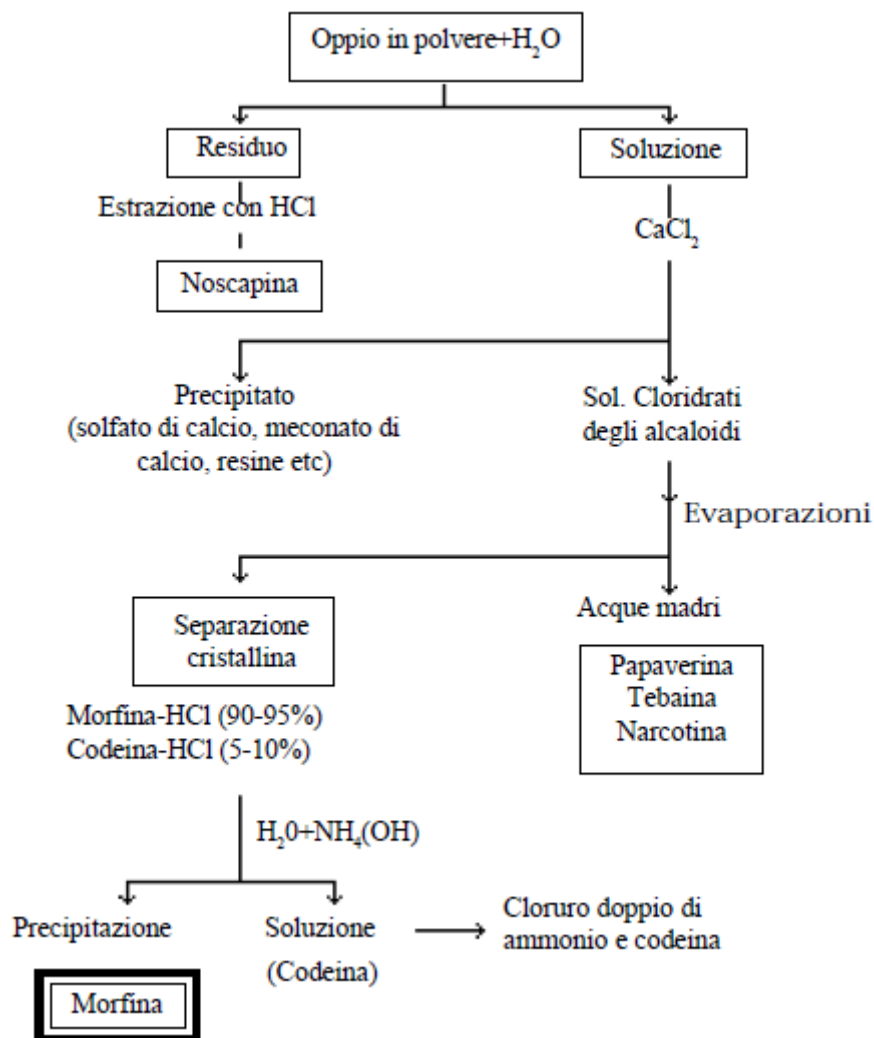 Oppio in polvere+H₂O
Residuo
Soluzione
Estrazione con HCl
CaCl₂
Noscapina
Precipitato
(solfato di calcio, meconato di
calcio, resine etc)
Sol. Cloridrati
degli alcaloidi
Evaporazioni
Separazione
cristallina
Acque madri
Papaverina
Tebaina
Narcotina
Morfina-HCl (90-95%)
Codeina-HCl (5-10%)
H₂0+NH₄(OH)
Precipitazione
Soluzione
(Codeina)
Cloruro doppio di
ammonio e codeina
Morfina